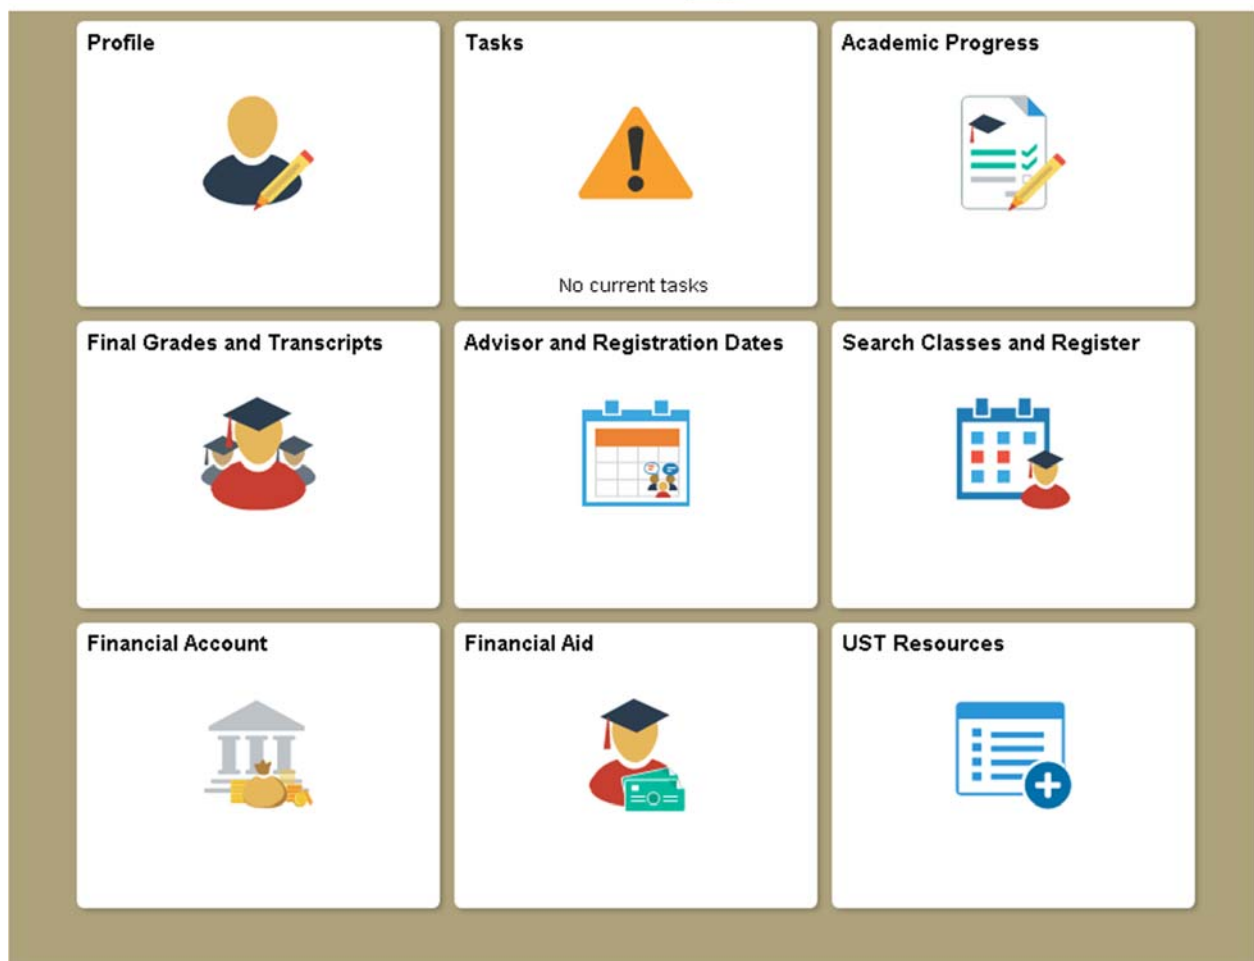 Profile
Tasks
Academic Progress
No current tasks
Final Grades and Transcripts
Advisor and Registration Dates
Search Classes and Register
Financial Account
Financial Aid
UST Resources